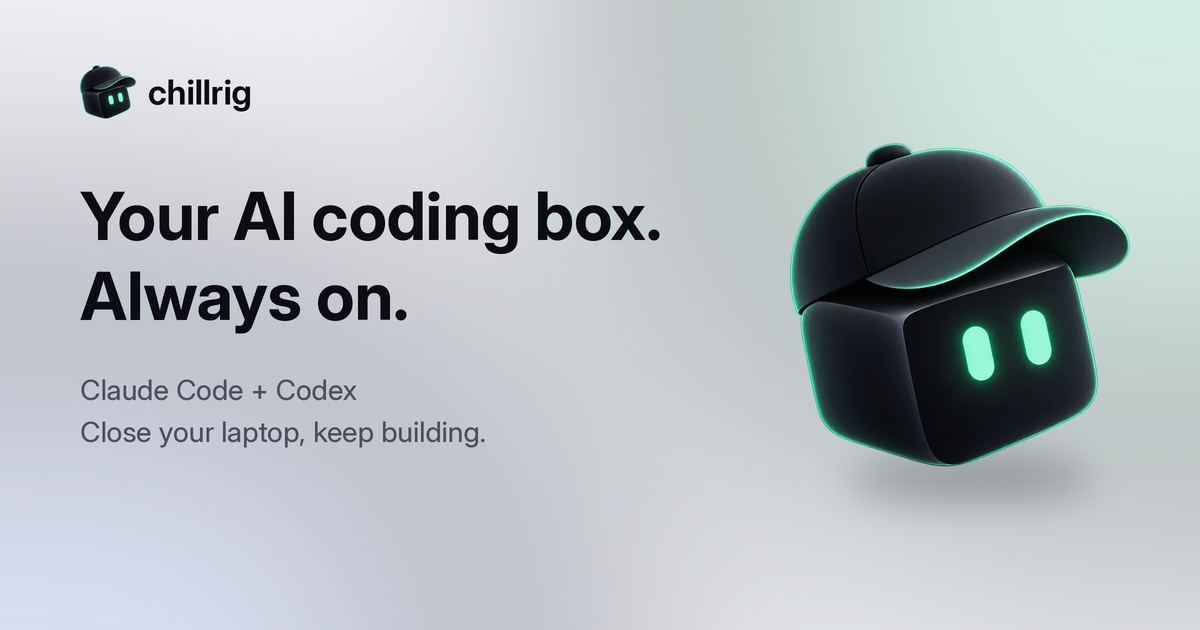 chillrig
Your AI coding box.
Always on.
Claude Code + Codex
Close your laptop, keep building.